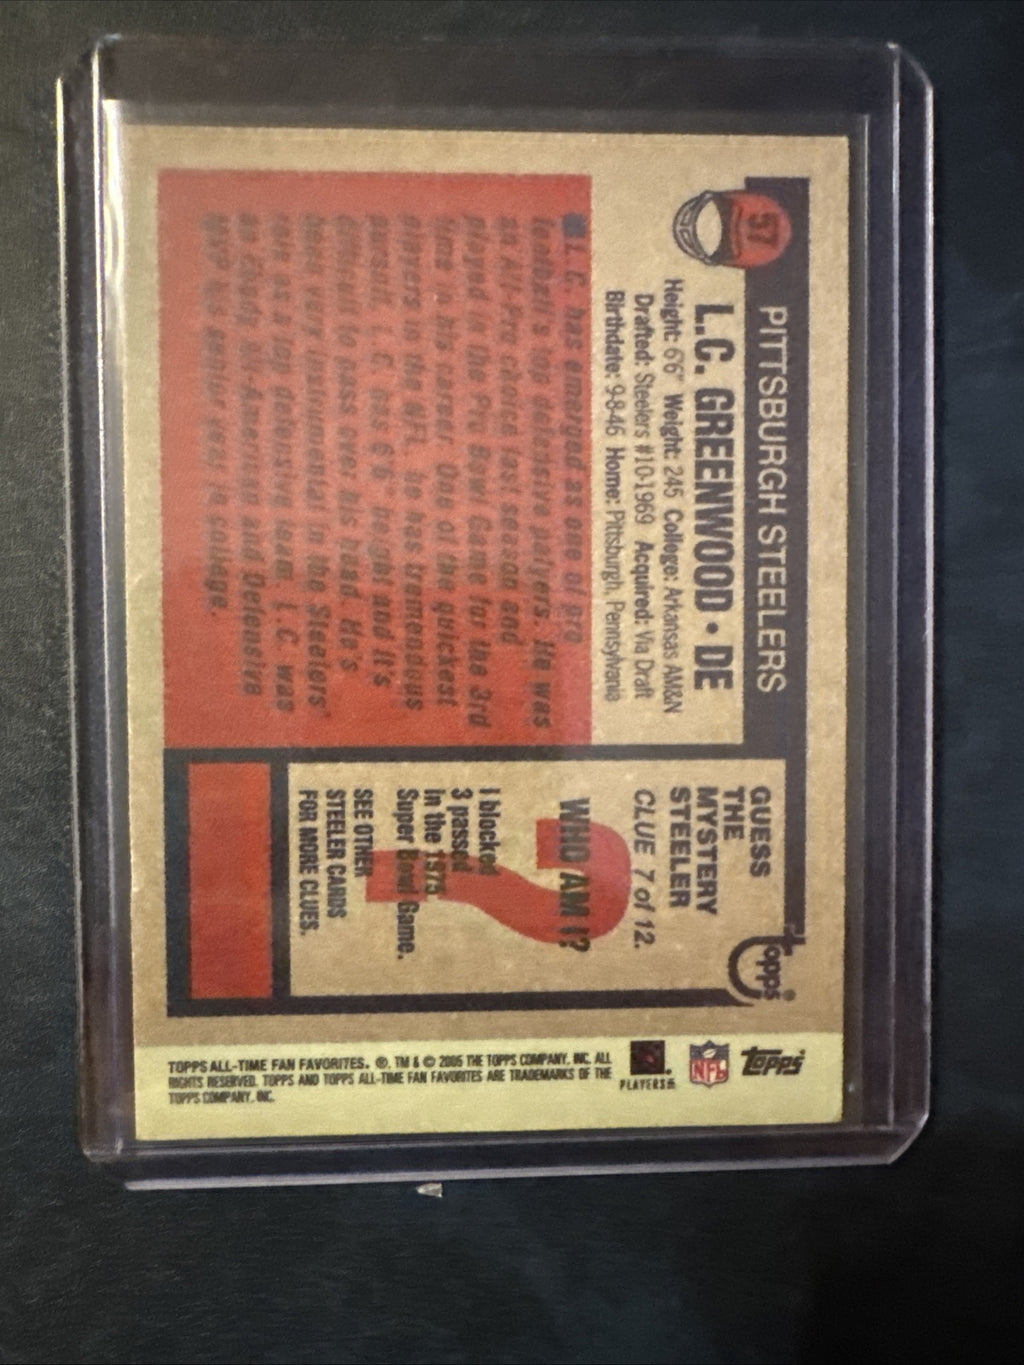 PITTSBURGH STEELERS
57
L.C. GREENWOOD • DE
Height: 6'6" Weight: 245 College: Arkansas AM&N
Drafted: Steelers #10-1969 Acquired: Via Draft
Birthdate: 9-8-46 Home: Pittsburgh, Pennsylvania
L. C. has emerged as one of pro
football's top defensive palyers. He was
an All-Pro choice last season and
played in the Pro Bowl Game for the 3rd
time in his career. One of the quickest
players in the NFL, he has tremendous
pursuit. L.C. has 6'6" height and it's
difficult to pass over his head. He's
been very instrumental in the Steelers'
rein as a top defensive team. L.C. was
an Ebody All-American and Defensive
MVP his senior year in college.
GUESS
THE
MYSTERY
STEELER
CLUE 7 of 12.
WHO AM I?
I blocked
3 passed
in the 1975
Super Bowl Game.
SEE OTHER
STEELER CARDS
FOR MORE CLUES.
Topps®
TOPPS ALL-TIME FAN FAVORITES. ®, TM & © 2005 THE TOPPS COMPANY, INC. ALL
RIGHTS RESERVED. TOPPS AND TOPPS ALL-TIME FAN FAVORITES ARE TRADEMARKS OF THE
TOPPS COMPANY, INC.
PLAYERS INC
NFL
TOPPS